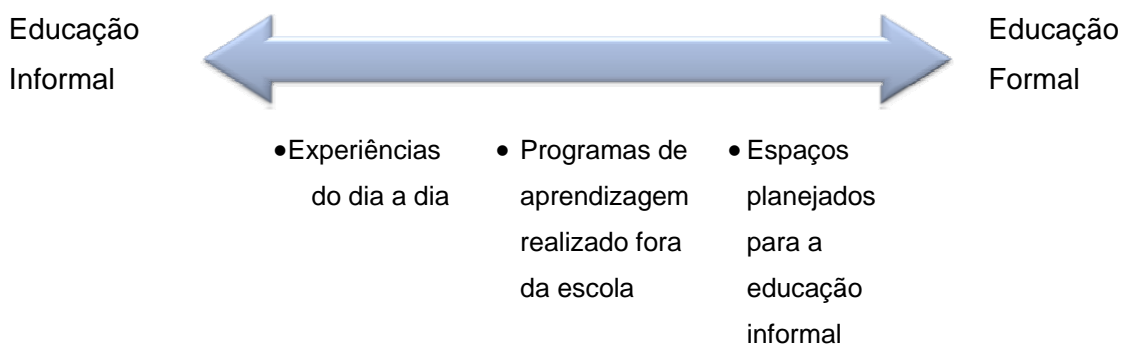 Educação
Informal
Educação
Formal
•Experiências
do dia a dia
• Programas de
aprendizagem
realizado fora
da escola
• Espaços
planejados
para a
educação
informal